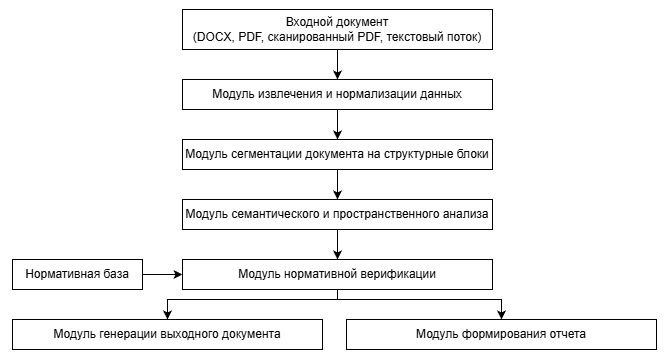 Входной документ
(DOCX, PDF, сканированный PDF, текстовый поток)
Модуль извлечения и нормализации данных
Модуль сегментации документа на структурные блоки
Модуль семантического и пространственного анализа
Нормативная база
Модуль нормативной верификации
Модуль генерации выходного документа
Модуль формирования отчета